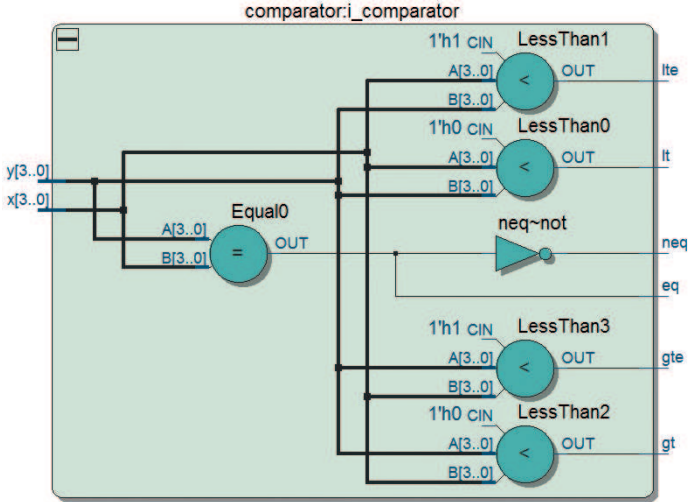 comparator:i_comparator
1'h1 CIN LessThan1
A[3..0] OUT lte
B[3..0]
1'h0 CIN LessThan0
A[3..0] OUT lt
B[3..0]
y[3..0]
x[3..0]
Equal0
A[3..0] OUT
B[3..0]
=
neq~not
neq
eq
1'h1 CIN LessThan3
A[3..0] < OUT gte
B[3..0]
1'h0 CIN LessThan2
A[3..0] < OUT gt
B[3..0]